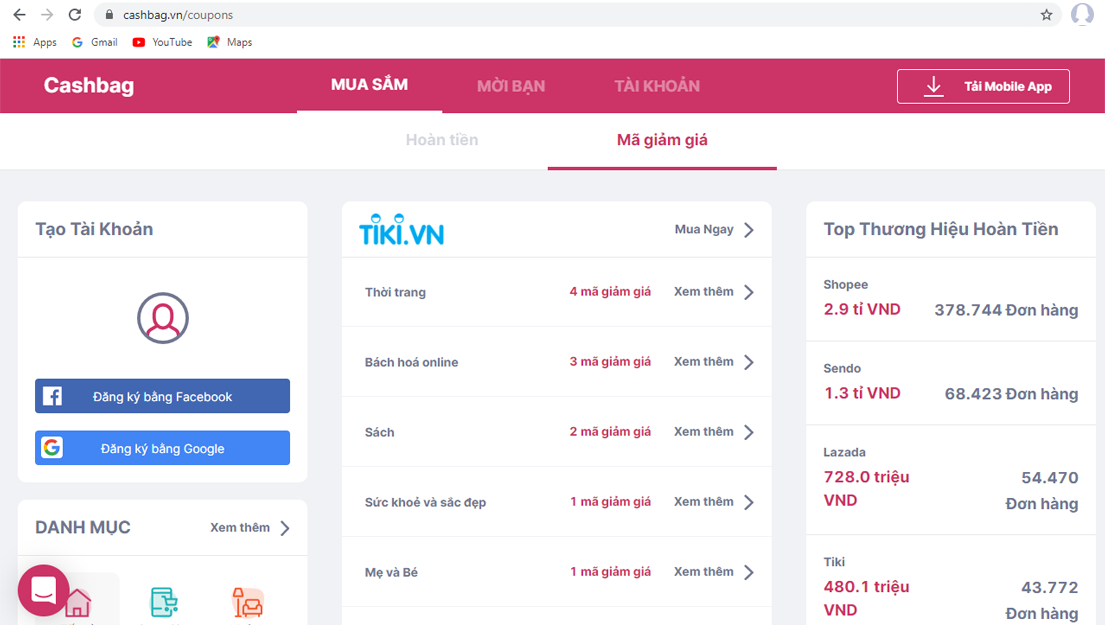 cashbag.vn/coupons
Apps Gmail YouTube Maps
Cashbag MUA SẮM MỜI BẠN TÀI KHOẢN Tải Mobile App
Hoàn tiền Mã giảm giá
Tạo Tài Khoản
Đăng ký bằng Facebook
Đăng ký bằng Google
DANH MỤC Xem thêm
TIKI.VN Mua Ngay
Thời trang 4 mã giảm giá Xem thêm
Bách hoá online 3 mã giảm giá Xem thêm
Sách 2 mã giảm giá Xem thêm
Sức khoẻ và sắc đẹp 1 mã giảm giá Xem thêm
Mẹ và Bé 1 mã giảm giá Xem thêm
Top Thương Hiệu Hoàn Tiền
Shopee
2.9 tỉ VND 378.744 Đơn hàng
Sendo
1.3 tỉ VND 68.423 Đơn hàng
Lazada
728.0 triệu 54.470
VND Đơn hàng
Tiki
480.1 triệu 43.772
VND Đơn hàng